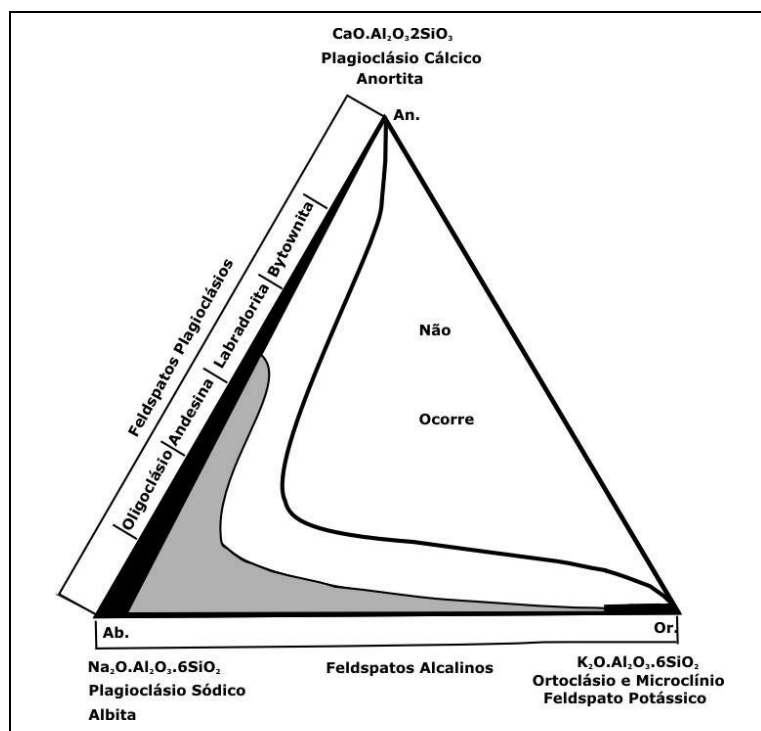 CaO.Al₂O₃2SiO₃
Plagioclásio Cálcico
Anortita
An.
Feldspatos Plagioclásios
Bytownita
Labradorita
Andesina
Oligoclásio
Não
Ocorre
Ab.
Or.
Na₂O.Al₂O₃.6SiO₂
Plagioclásio Sódico
Albita
Feldspatos Alcalinos
K₂O.Al₂O₃.6SiO₂
Ortoclásio e Microclínio
Feldspato Potássico